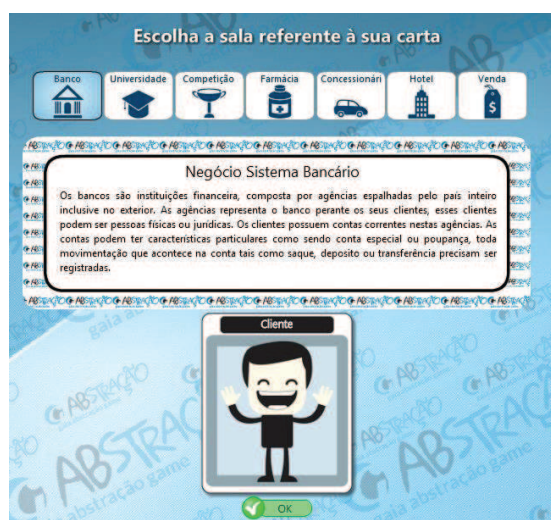 Escolha a sala referente à sua carta
Banco Universidade Competição Farmácia Concessionári Hotel Venda
Negócio Sistema Bancário
Os bancos são instituições financeira, composta por agências espalhadas pelo país inteiro
inclusive no exterior. As agências representa o banco perante os seus clientes, esses clientes
podem ser pessoas físicas ou jurídicas. Os clientes possuem contas correntes nestas agências. As
contas podem ter características particulares como sendo conta especial ou poupança, toda
movimentação que acontece na conta tais como saque, deposito ou transferência precisam ser
registradas.
Cliente
ABSTRAÇÃO
gaia abstração game
OK